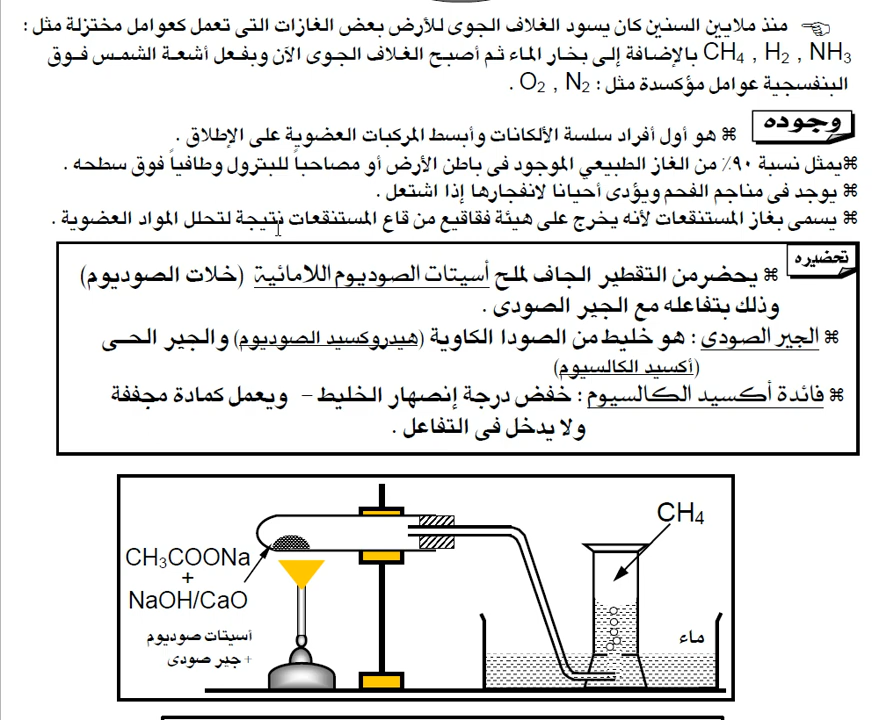 منذ ملايين السنين كان يسود الغلاف الجوى للأرض بعض الغازات التى تعمل كعوامل مختزلة مثل :
CH4 , H2 , NH3 بالإضافة إلى بخار الماء ثم أصبح الغلاف الجوى الآن وبفعل أشعة الشمس فوق
البنفسجية عوامل مؤكسدة مثل : O2 , N2 .
وجوده
⌘ هو أول أفراد سلسة الألكانات وأبسط المركبات العضوية على الإطلاق .
⌘يمثل نسبة ٩٠٪ من الغاز الطبيعي الموجود فى باطن الأرض أو مصاحباً للبترول وطافياً فوق سطحه .
⌘ يوجد فى مناجم الفحم ويؤدى أحيانا لانفجارها إذا اشتعل .
⌘ يسمى بغاز المستنقعات لأنه يخرج على هيئة فقاقيع من قاع المستنقعات نتيجة لتحلل المواد العضوية .
تحضيره
⌘ يحضرمن التقطير الجاف لملح أسيتات الصوديوم اللامائية (خلات الصوديوم)
وذلك بتفاعله مع الجير الصودى .
⌘ الجير الصودى : هو خليط من الصودا الكاوية (هيدروكسيد الصوديوم) والجير الحى
(أكسيد الكالسيوم)
⌘ فائدة أكسيد الكالسيوم : خفض درجة إنصهار الخليط – ويعمل كمادة مجففة
ولا يدخل فى التفاعل .
CH4
CH3COONa
+
NaOH/CaO
أسيتات صوديوم
+ جير صودى
ماء